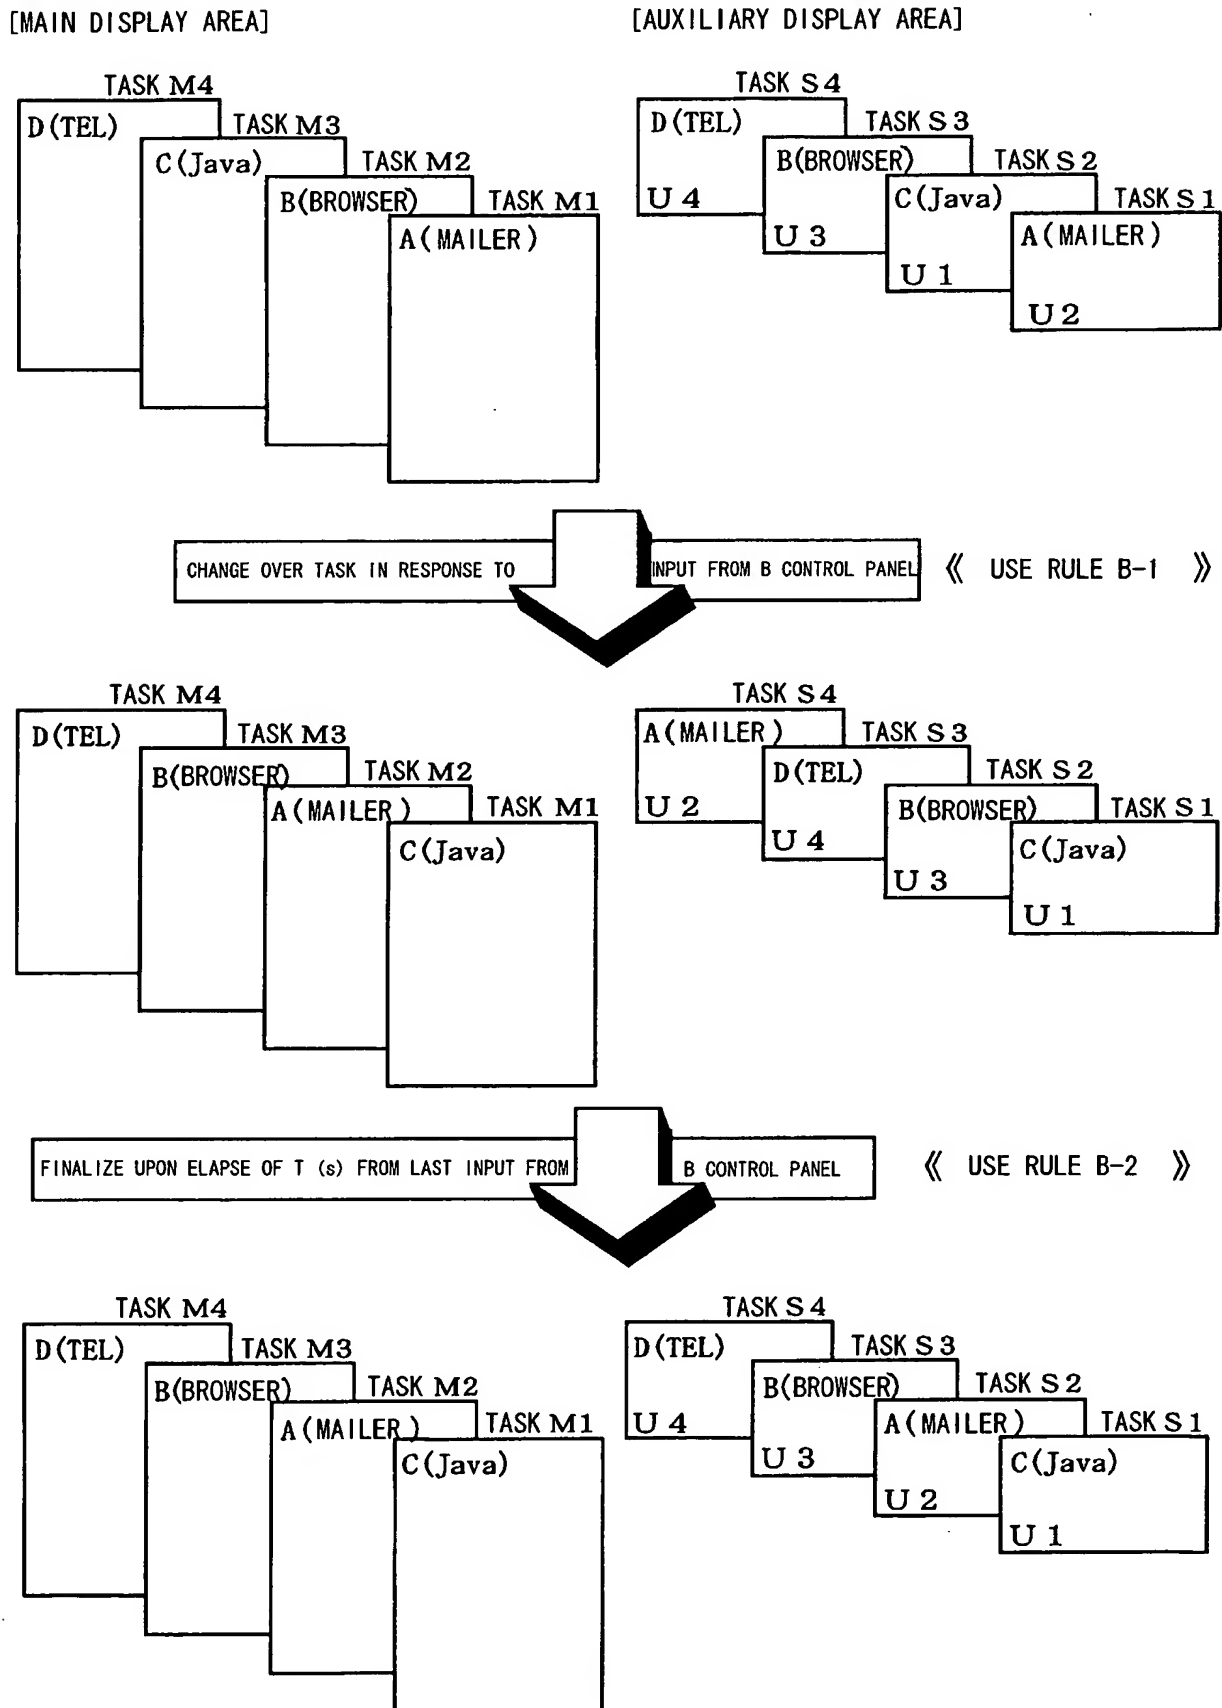 [MAIN DISPLAY AREA]
[AUXILIARY DISPLAY AREA]
TASK M4
D(TEL)
TASK M3
C(Java)
TASK M2
B(BROWSER)
TASK M1
A(MAILER)
TASK S4
D(TEL)
U4
TASK S3
B(BROWSER)
U3
TASK S2
C(Java)
U1
TASK S1
A(MAILER)
U2
CHANGE OVER TASK IN RESPONSE TO INPUT FROM B CONTROL PANEL
《 USE RULE B-1 》
TASK M4
D(TEL)
TASK M3
B(BROWSER)
TASK M2
A(MAILER)
TASK M1
C(Java)
TASK S4
A(MAILER)
U2
TASK S3
D(TEL)
U4
TASK S2
B(BROWSER)
U3
TASK S1
C(Java)
U1
FINALIZE UPON ELAPSE OF T (s) FROM LAST INPUT FROM B CONTROL PANEL
《 USE RULE B-2 》
TASK M4
D(TEL)
TASK M3
B(BROWSER)
TASK M2
A(MAILER)
TASK M1
C(Java)
TASK S4
D(TEL)
U4
TASK S3
B(BROWSER)
U3
TASK S2
A(MAILER)
U2
TASK S1
C(Java)
U1